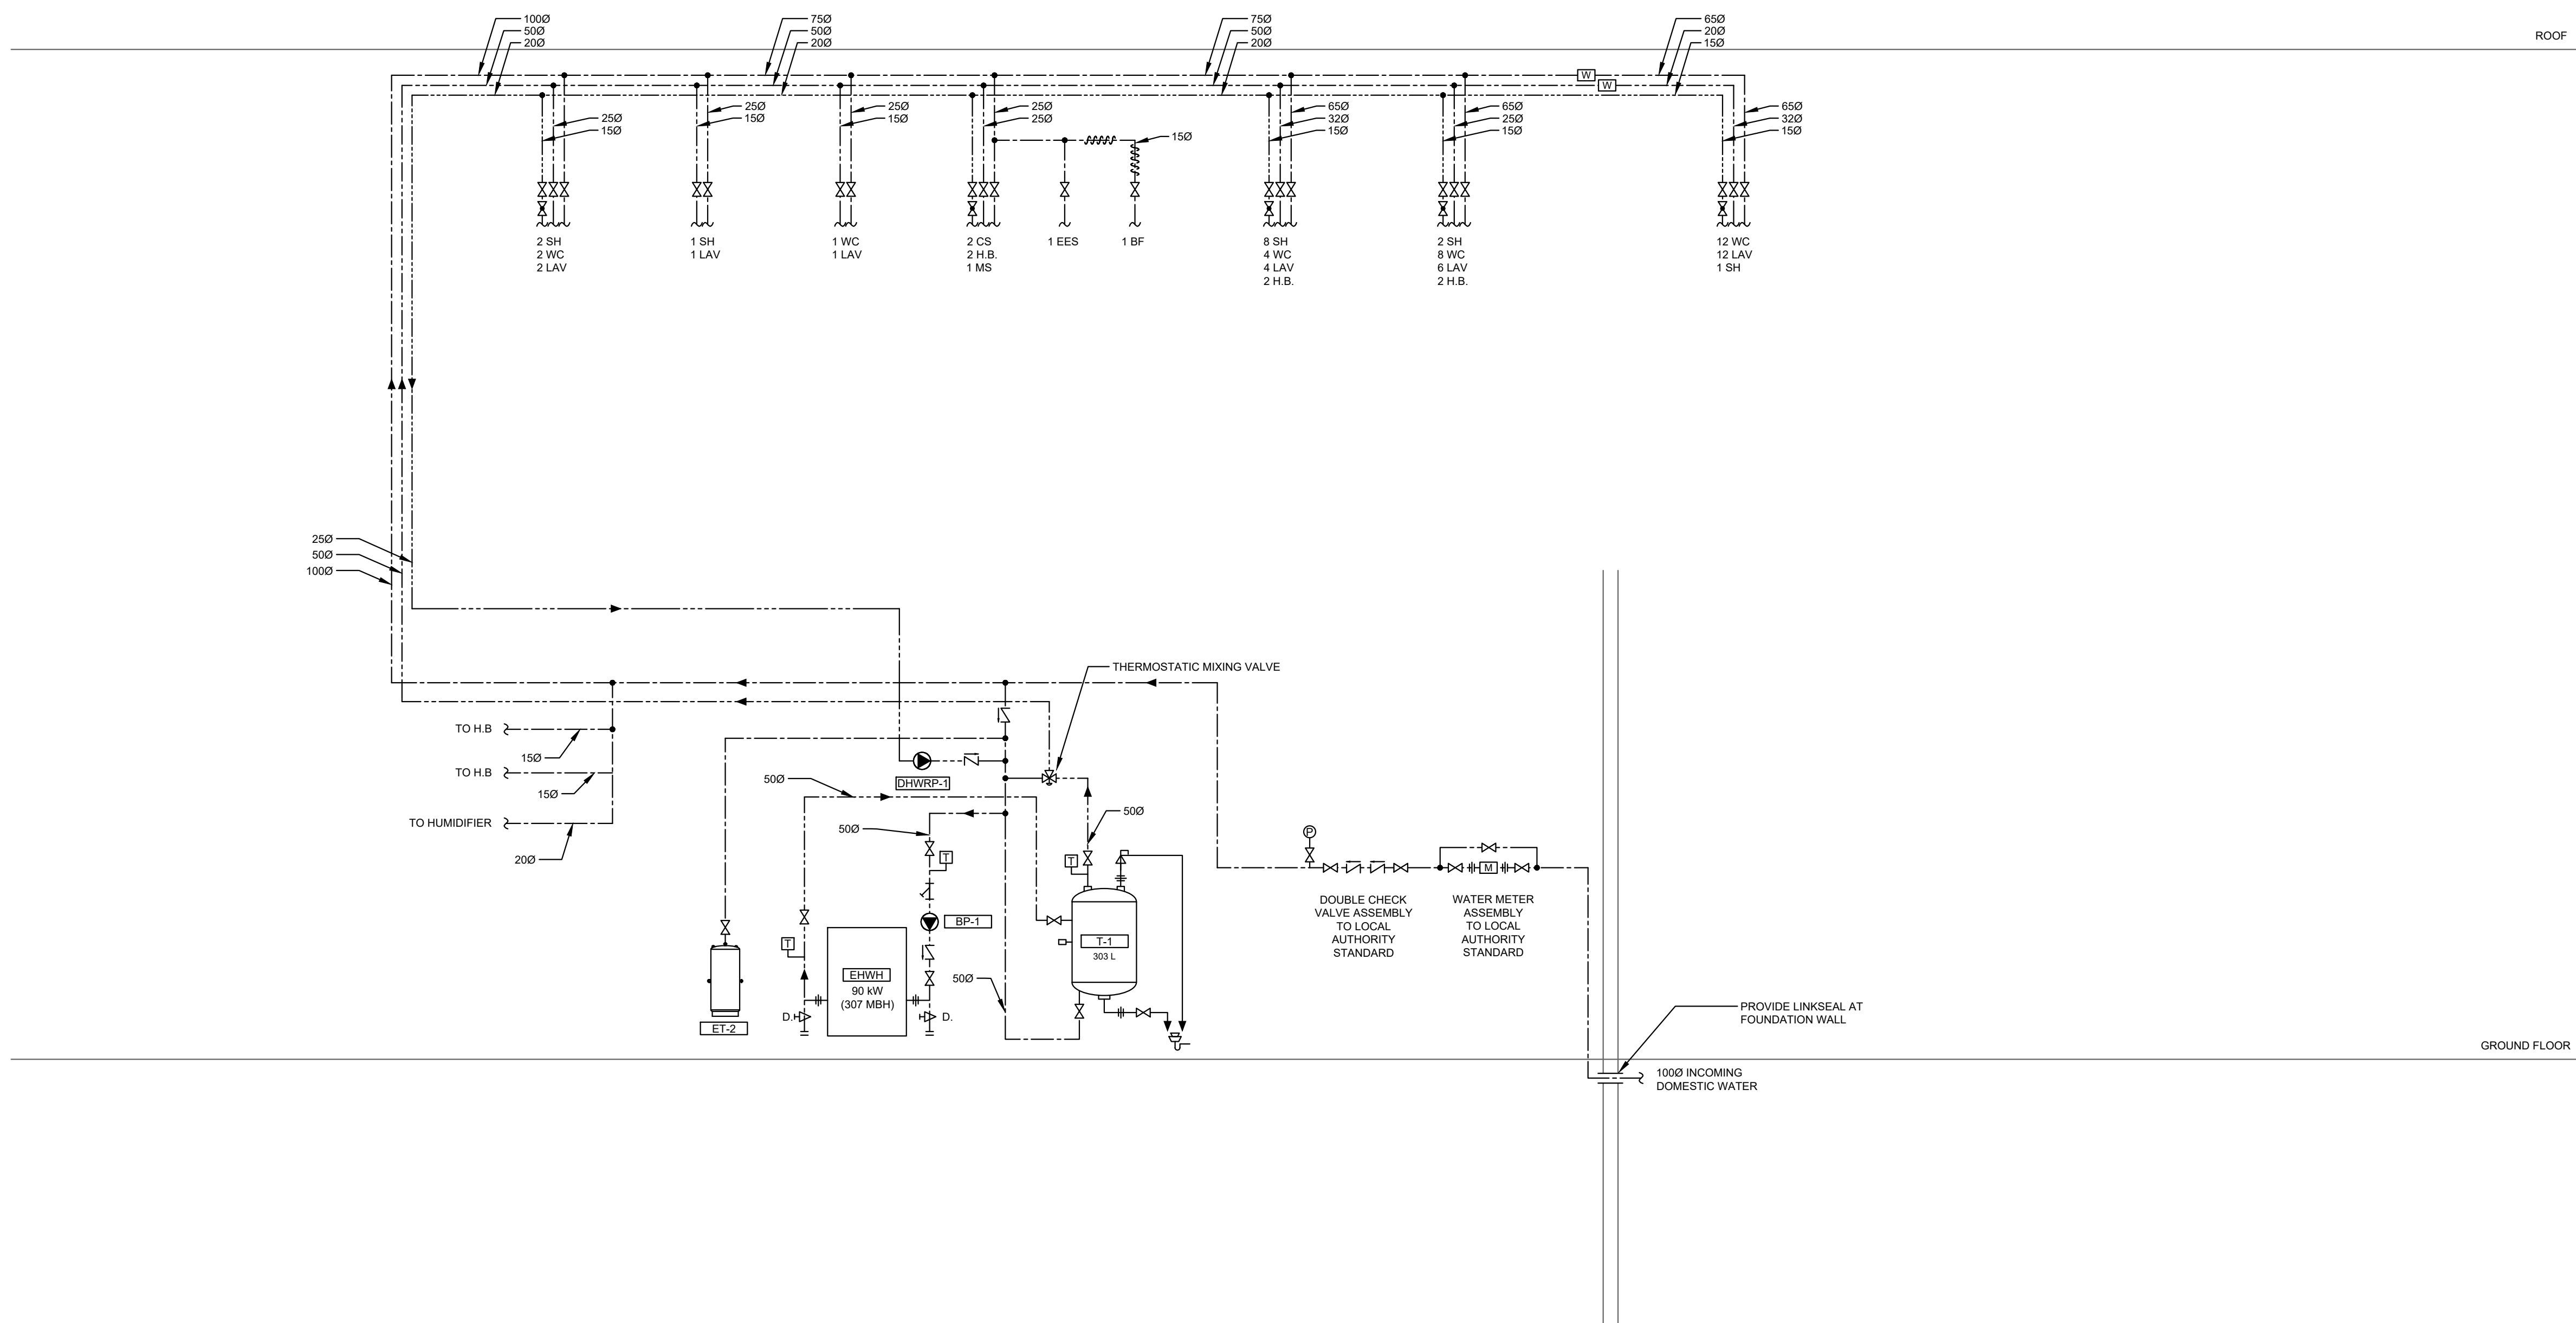 100Ø
50Ø
20Ø
75Ø
50Ø
20Ø
75Ø
50Ø
20Ø
65Ø
20Ø
15Ø
ROOF
W
W
25Ø
15Ø
25Ø
15Ø
25Ø
15Ø
25Ø
25Ø
15Ø
65Ø
32Ø
15Ø
65Ø
25Ø
15Ø
65Ø
32Ø
15Ø
2 SH
2 WC
2 LAV
1 SH
1 LAV
1 WC
1 LAV
2 CS
2 H.B.
1 MS
1 EES
1 BF
8 SH
4 WC
4 LAV
2 H.B.
2 SH
8 WC
6 LAV
2 H.B.
12 WC
12 LAV
1 SH
25Ø
50Ø
100Ø
THERMOSTATIC MIXING VALVE
TO H.B
15Ø
TO H.B
15Ø
TO HUMIDIFIER
20Ø
DHWRP-1
50Ø
50Ø
50Ø
T
T
T
P
M
BP-1
EHWH
90 kW
(307 MBH)
D.
D.
ET-2
50Ø
T-1
303 L
DOUBLE CHECK
VALVE ASSEMBLY
TO LOCAL
AUTHORITY
STANDARD
WATER METER
ASSEMBLY
TO LOCAL
AUTHORITY
STANDARD
PROVIDE LINKSEAL AT
FOUNDATION WALL
GROUND FLOOR
100Ø INCOMING
DOMESTIC WATER